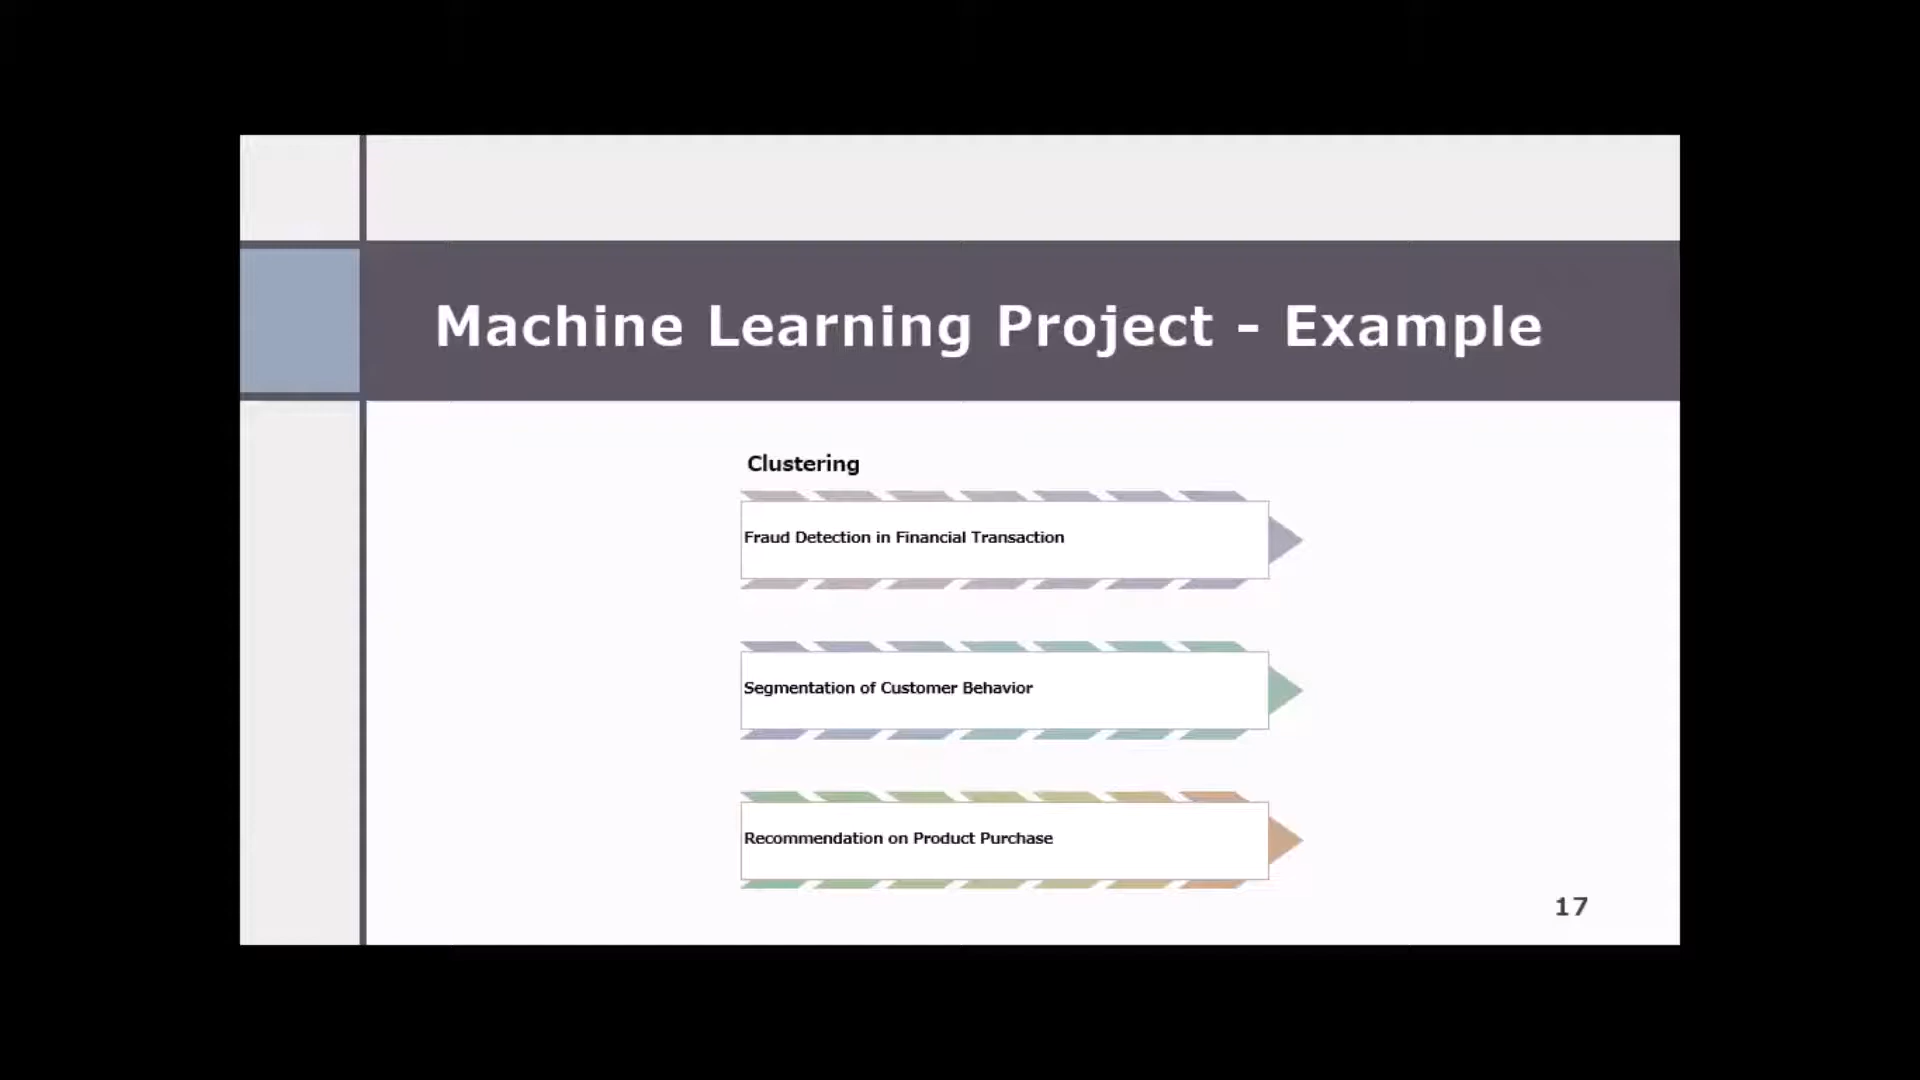 Machine Learning Project - Example
Clustering
Fraud Detection in Financial Transaction
Segmentation of Customer Behavior
Recommendation on Product Purchase
17